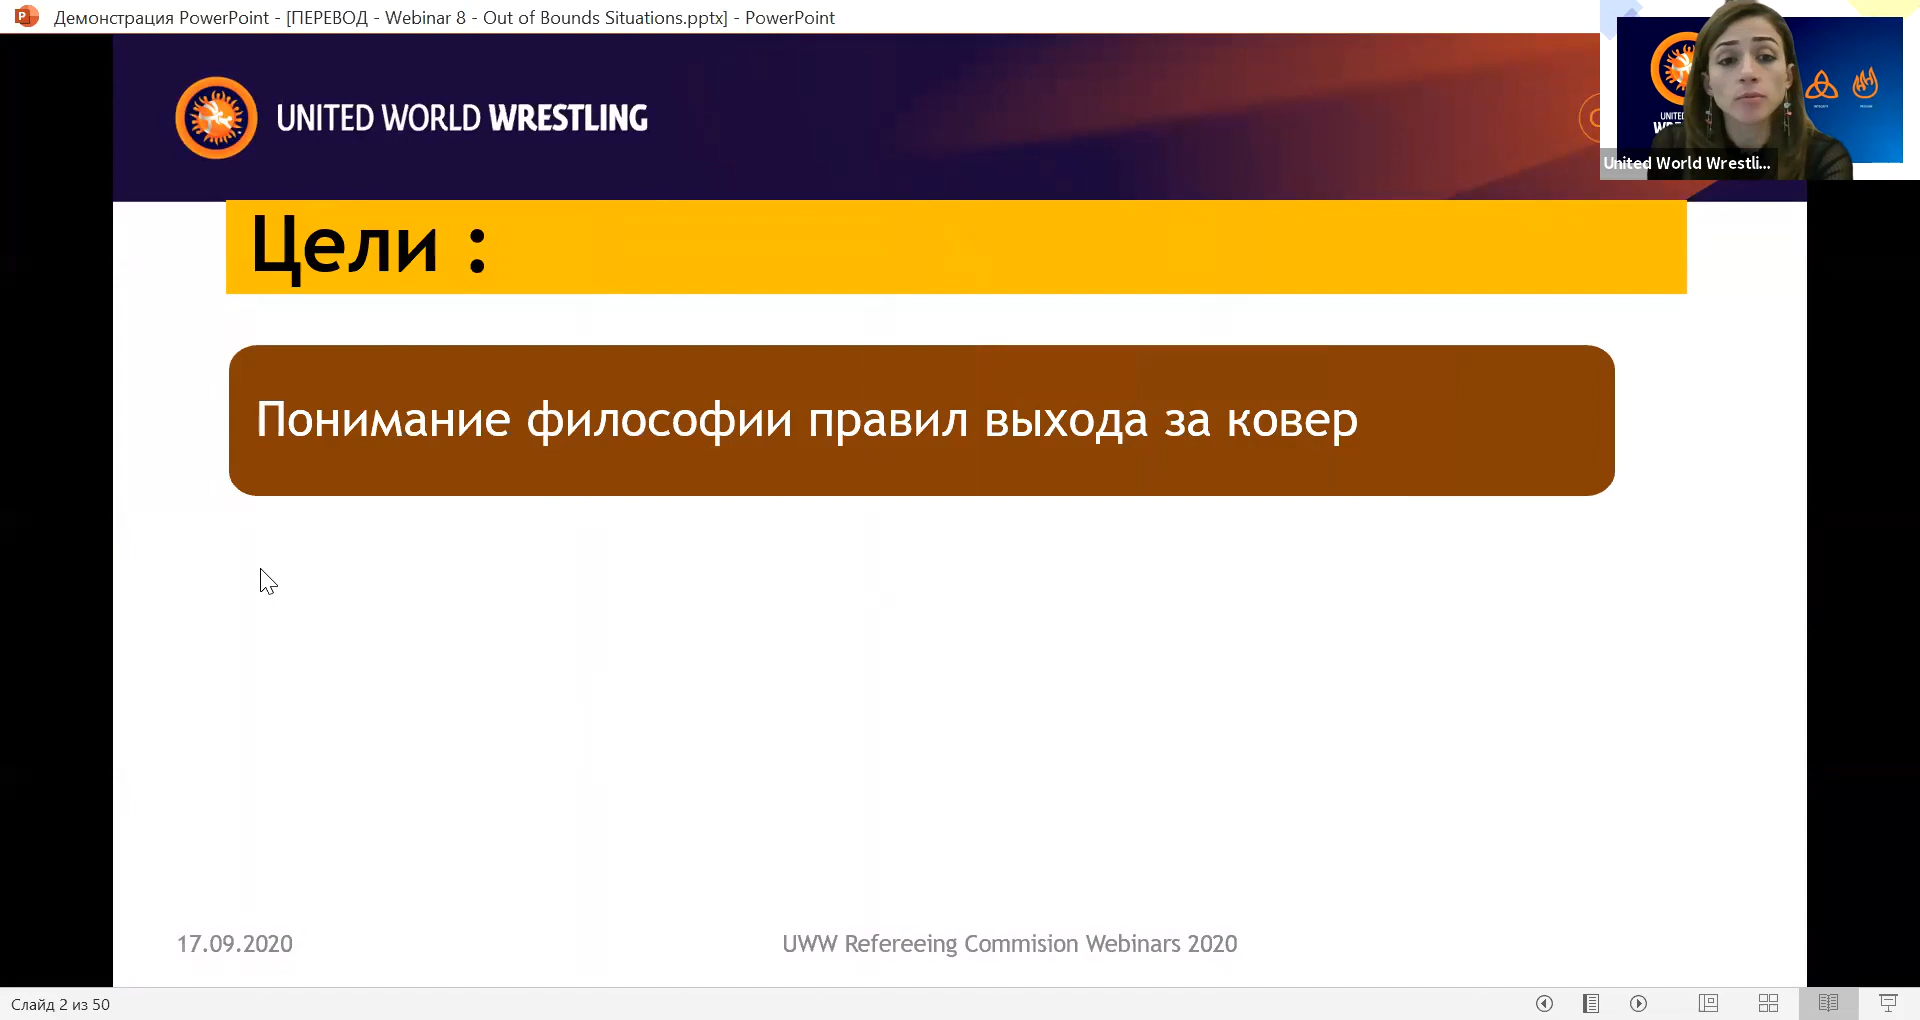 Демонстрация PowerPoint - [ПЕРЕВОД - Webinar 8 - Out of Bounds Situations.pptx] - PowerPoint
UNITED WORLD WRESTLING
United World Wrestli...
Цели :
Понимание философии правил выхода за ковер
17.09.2020
UWW Refereeing Commision Webinars 2020
Слайд 2 из 50